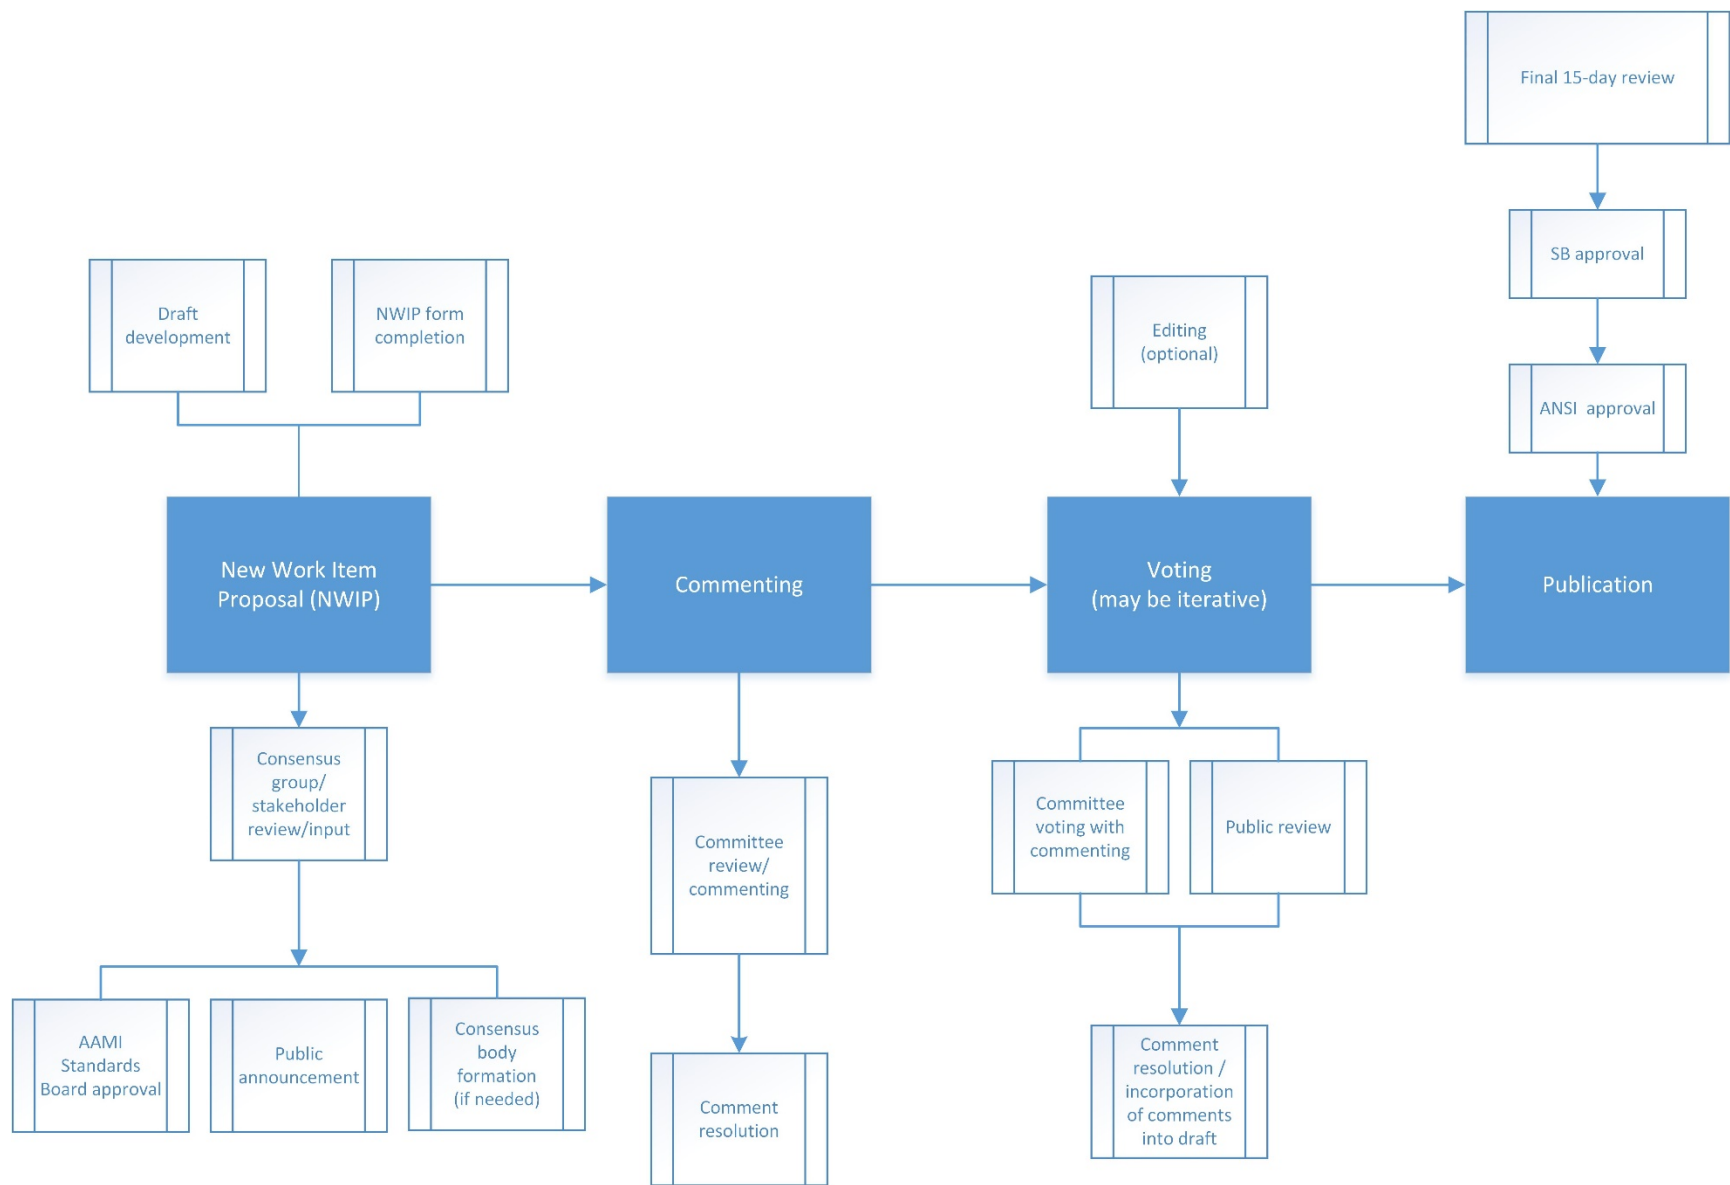 Final 15-day review
SB approval
Draft
development
NWIP form
completion
Editing
(optional)
ANSI  approval
New Work Item
Proposal (NWIP)
Commenting
Voting
(may be iterative)
Publication
Consensus
group/
stakeholder
review/input
Committee
review/
commenting
Committee
voting with
commenting
Public review
AAMI
Standards
Board approval
Public
announcement
Consensus
body
formation
(if needed)
Comment
resolution
Comment
resolution /
incorporation
of comments
into draft